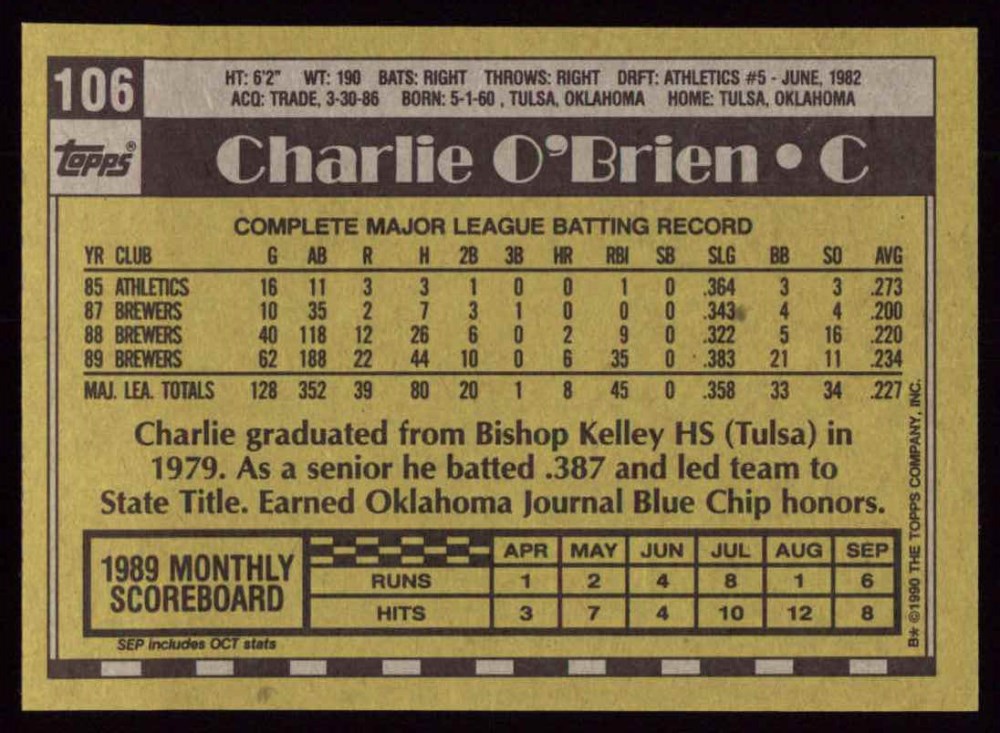 106
HT: 6'2" WT: 190 BATS: RIGHT THROWS: RIGHT DRFT: ATHLETICS #5 - JUNE, 1982
ACQ: TRADE, 3-30-86 BORN: 5-1-60 , TULSA, OKLAHOMA HOME: TULSA, OKLAHOMA
topps®
Charlie O'Brien • C
COMPLETE MAJOR LEAGUE BATTING RECORD
YR CLUB G AB R H 2B 3B HR RBI SB SLG BB SO AVG
85 ATHLETICS 16 11 3 3 1 0 0 1 0 .364 3 3 .273
87 BREWERS 10 35 2 7 3 1 0 0 0 .343 4 4 .200
88 BREWERS 40 118 12 26 6 0 2 9 0 .322 5 16 .220
89 BREWERS 62 188 22 44 10 0 6 35 0 .383 21 11 .234
MAJ. LEA. TOTALS 128 352 39 80 20 1 8 45 0 .358 33 34 .227
Charlie graduated from Bishop Kelley HS (Tulsa) in
1979. As a senior he batted .387 and led team to
State Title. Earned Oklahoma Journal Blue Chip honors.
1989 MONTHLY
SCOREBOARD
APR MAY JUN JUL AUG SEP
RUNS 1 2 4 8 1 6
HITS 3 7 4 10 12 8
SEP includes OCT stats
B* ©1990 THE TOPPS COMPANY, INC.